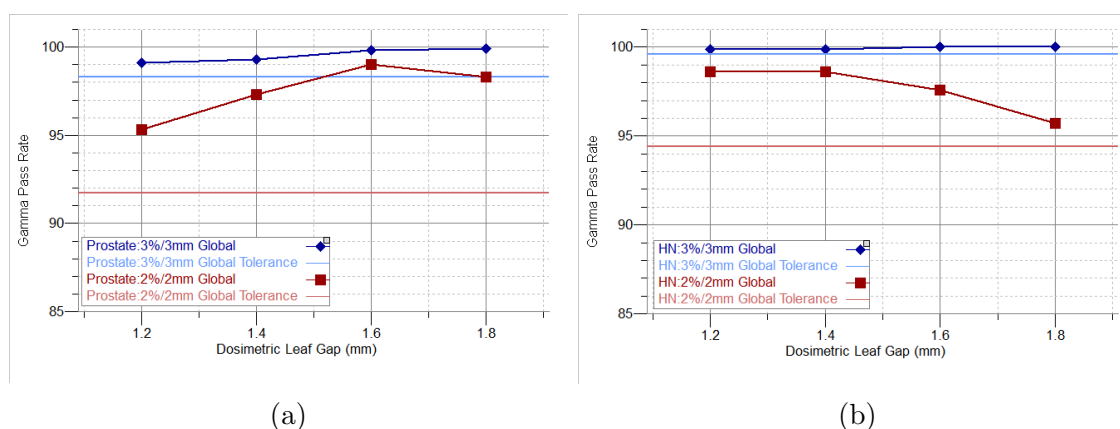 100
95
90
85
Gamma Pass Rate
Prostate:3%/3mm Global
Prostate:3%/3mm Global Tolerance
Prostate:2%/2mm Global
Prostate:2%/2mm Global Tolerance
1.2 1.4 1.6 1.8
Dosimetric Leaf Gap (mm)
(a)
100
95
90
85
Gamma Pass Rate
HN:3%/3mm Global
HN:3%/3mm Global Tolerance
HN:2%/2mm Global
HN:2%/2mm Global Tolerance
1.2 1.4 1.6 1.8
Dosimetric Leaf Gap (mm)
(b)